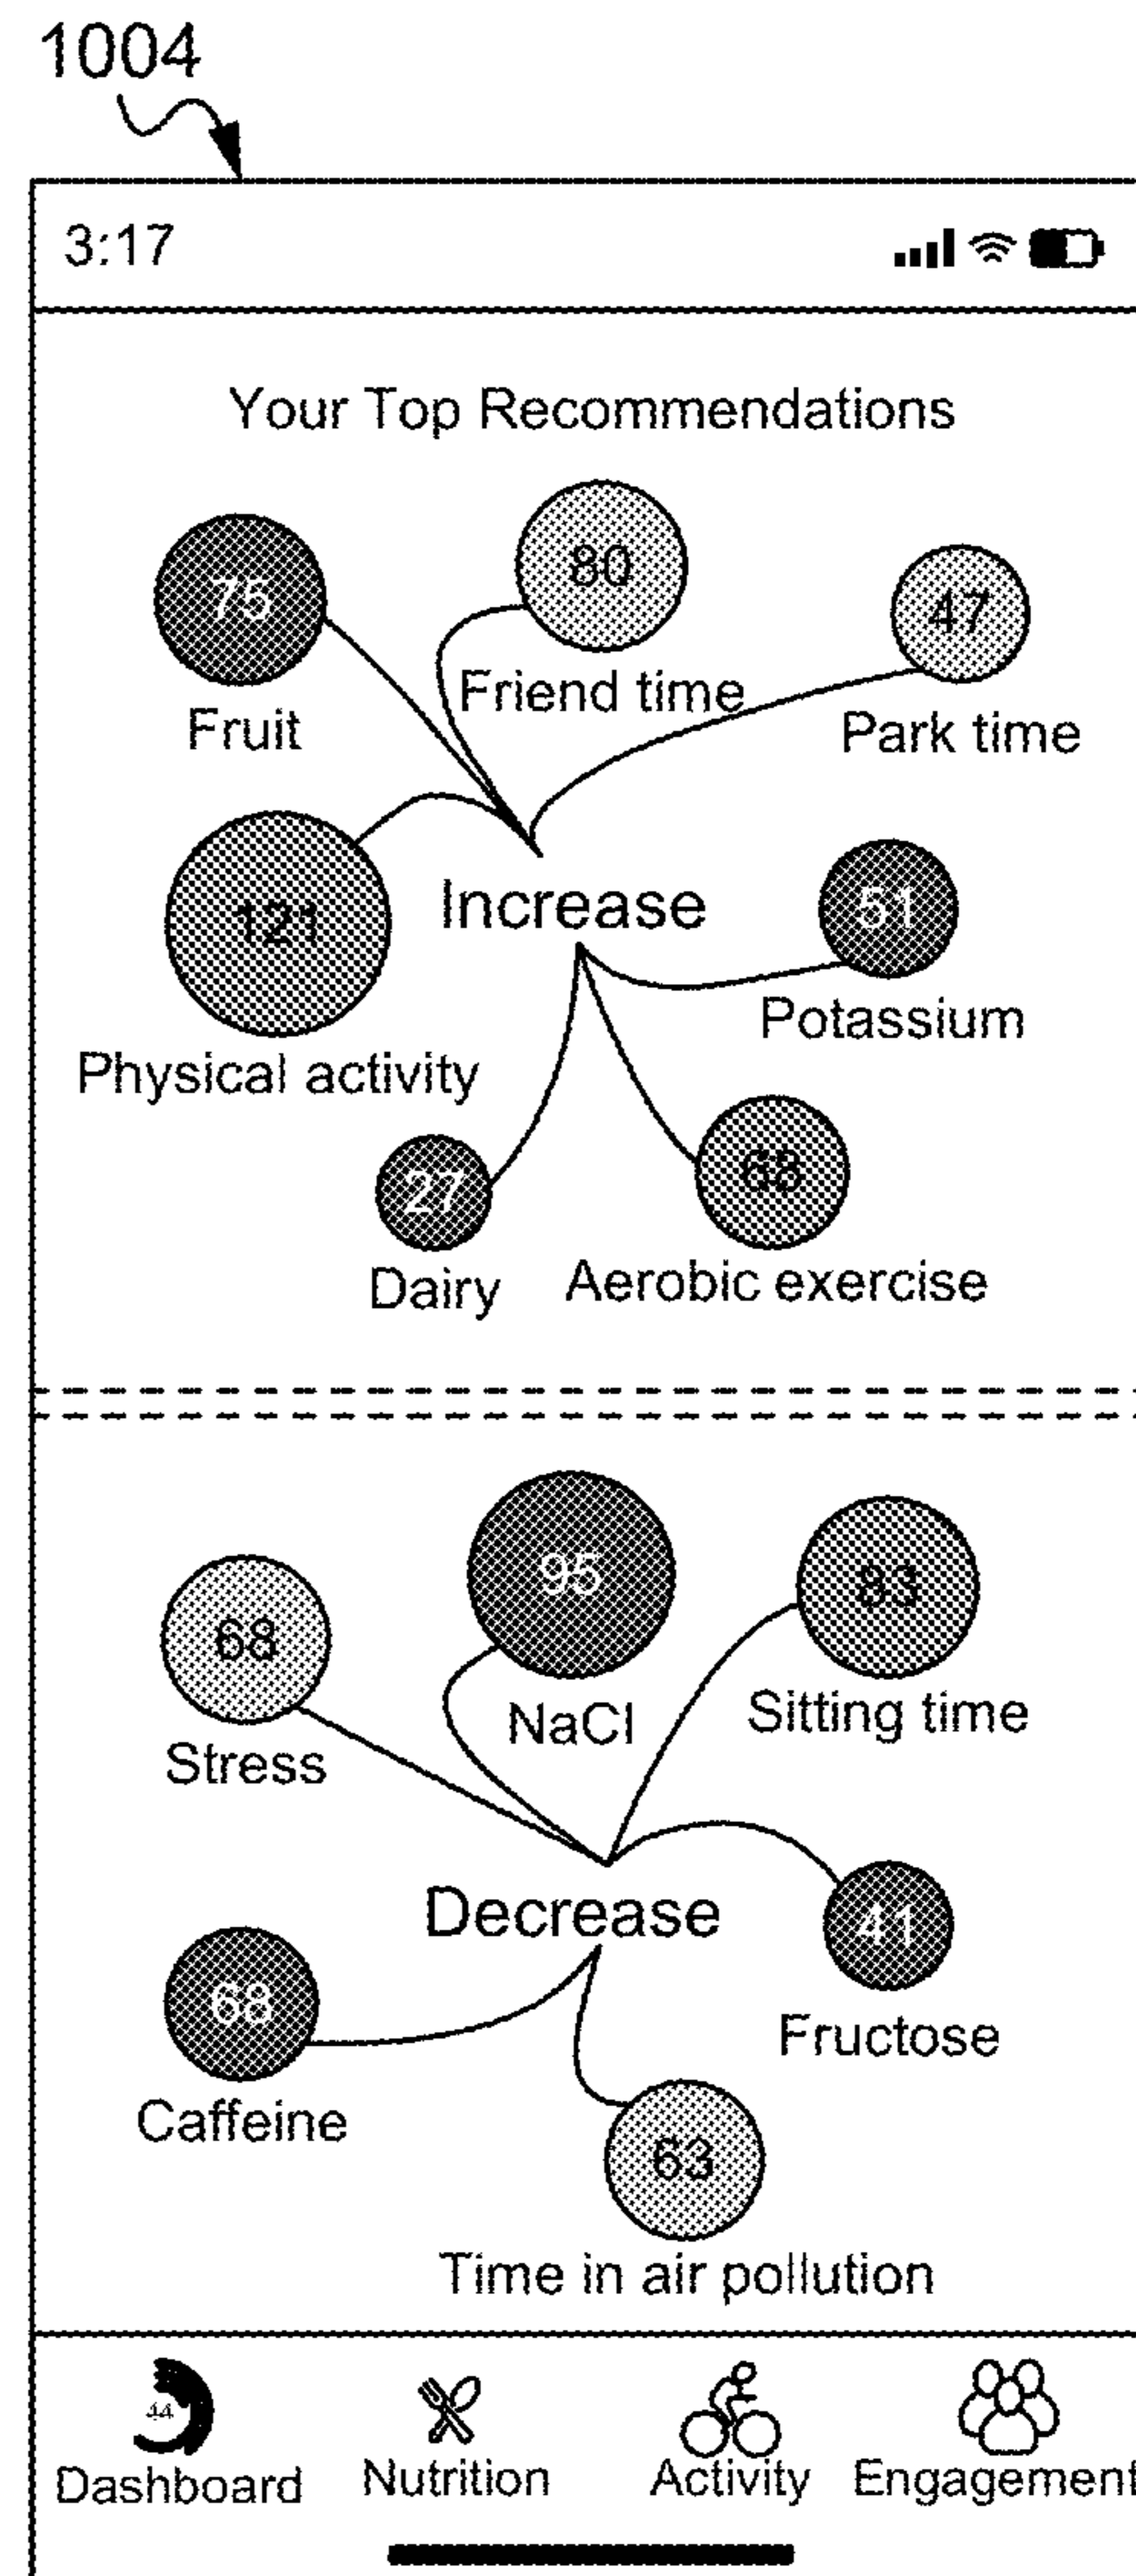 1004
3:17
Your Top Recommendations
75
Fruit
80
Friend time
47
Park time
121
Physical activity
Increase
51
Potassium
27
Dairy
68
Aerobic exercise
68
Stress
95
NaCl
83
Sitting time
Decrease
41
Fructose
68
Caffeine
63
Time in air pollution
44
Dashboard
Nutrition
Activity
Engagement